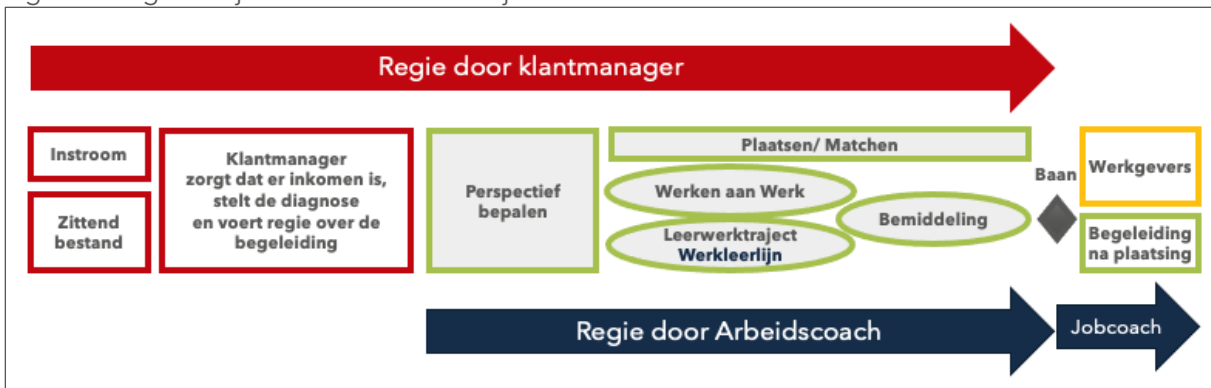 Regie door klantmanager
Instroom
Zittend
bestand
Klantmanager
zorgt dat er inkomen is,
stelt de diagnose
en voert regie over de
begeleiding
Perspectief
bepalen
Plaatsen/ Matchen
Werken aan Werk
Leerwerktraject
Werkleerlijn
Bemiddeling
Baan
Werkgevers
Begeleiding
na plaatsing
Regie door Arbeidscoach
Jobcoach